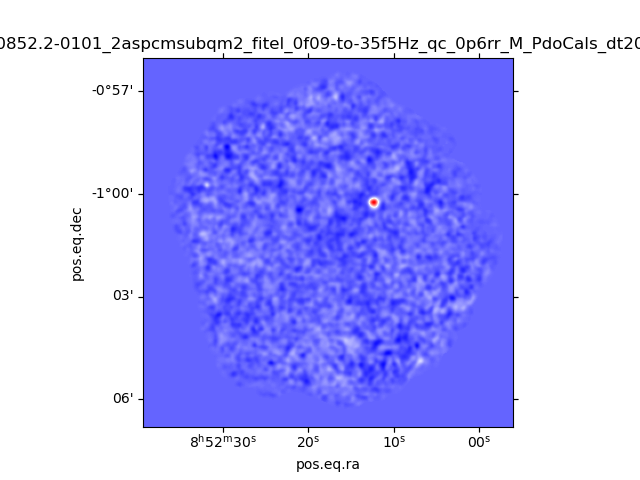 0852.2-0101_2aspcmsubqm2_fitel_0f09-to-35f5Hz_qc_0p6rr_M_PdoCals_dt20
-0°57'
-1°00'
03'
06'
pos.eq.dec
8ʰ52ᵐ30ˢ 20ˢ 10ˢ 00ˢ
pos.eq.ra